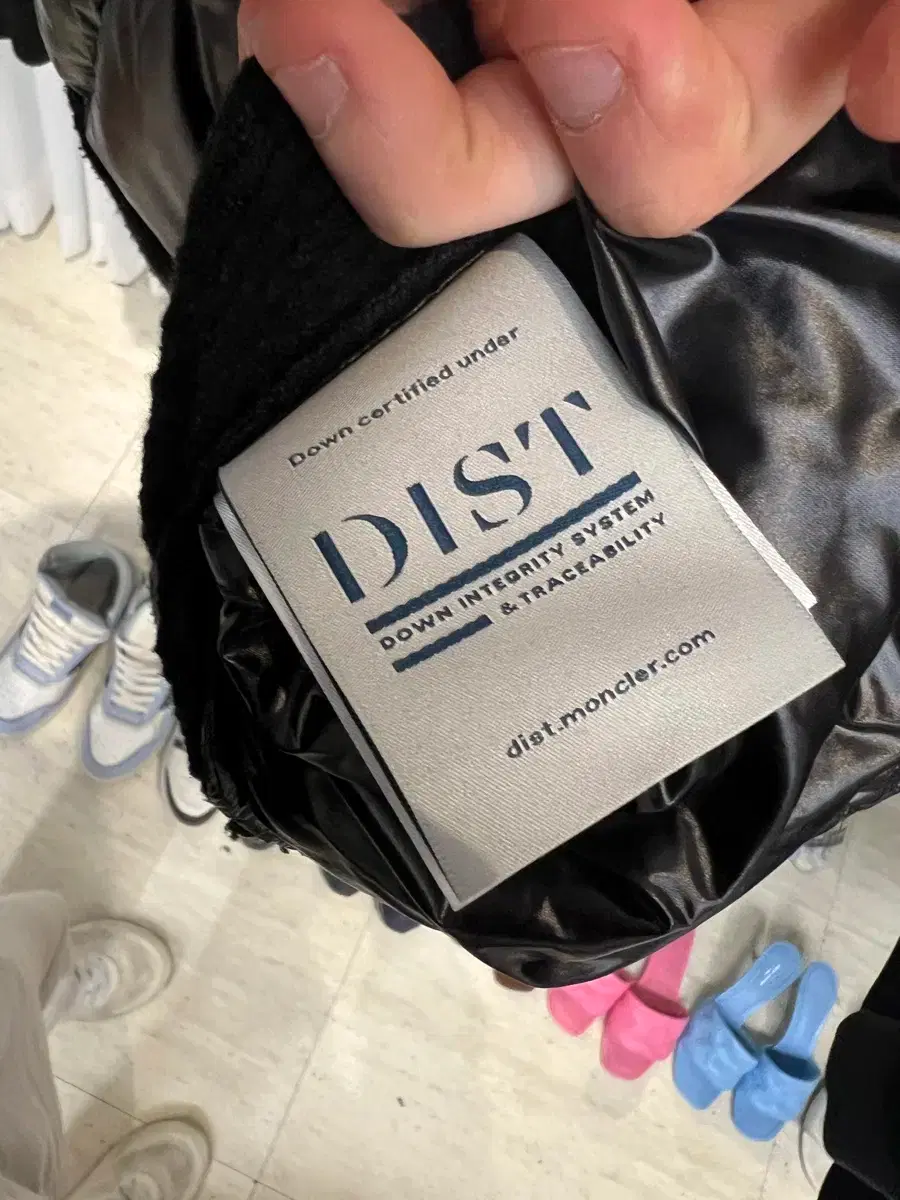 Down certified under
DIST
DOWN INTEGRITY SYSTEM
& TRACEABILITY
dist.moncler.com